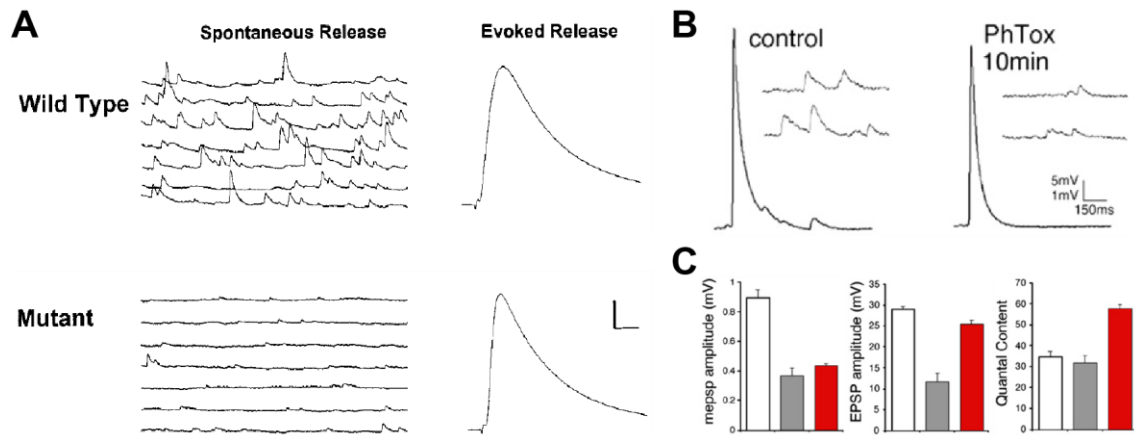 A
Spontaneous Release
Evoked Release
Wild Type
Mutant
B
control
PhTox
10min
5mV
1mV
150ms
C
mepsp amplitude (mV)
1
0.8
0.6
0.4
0.2
0
EPSP amplitude (mV)
35
30
25
20
15
10
5
0
Quantal Content
70
60
50
40
30
20
10
0